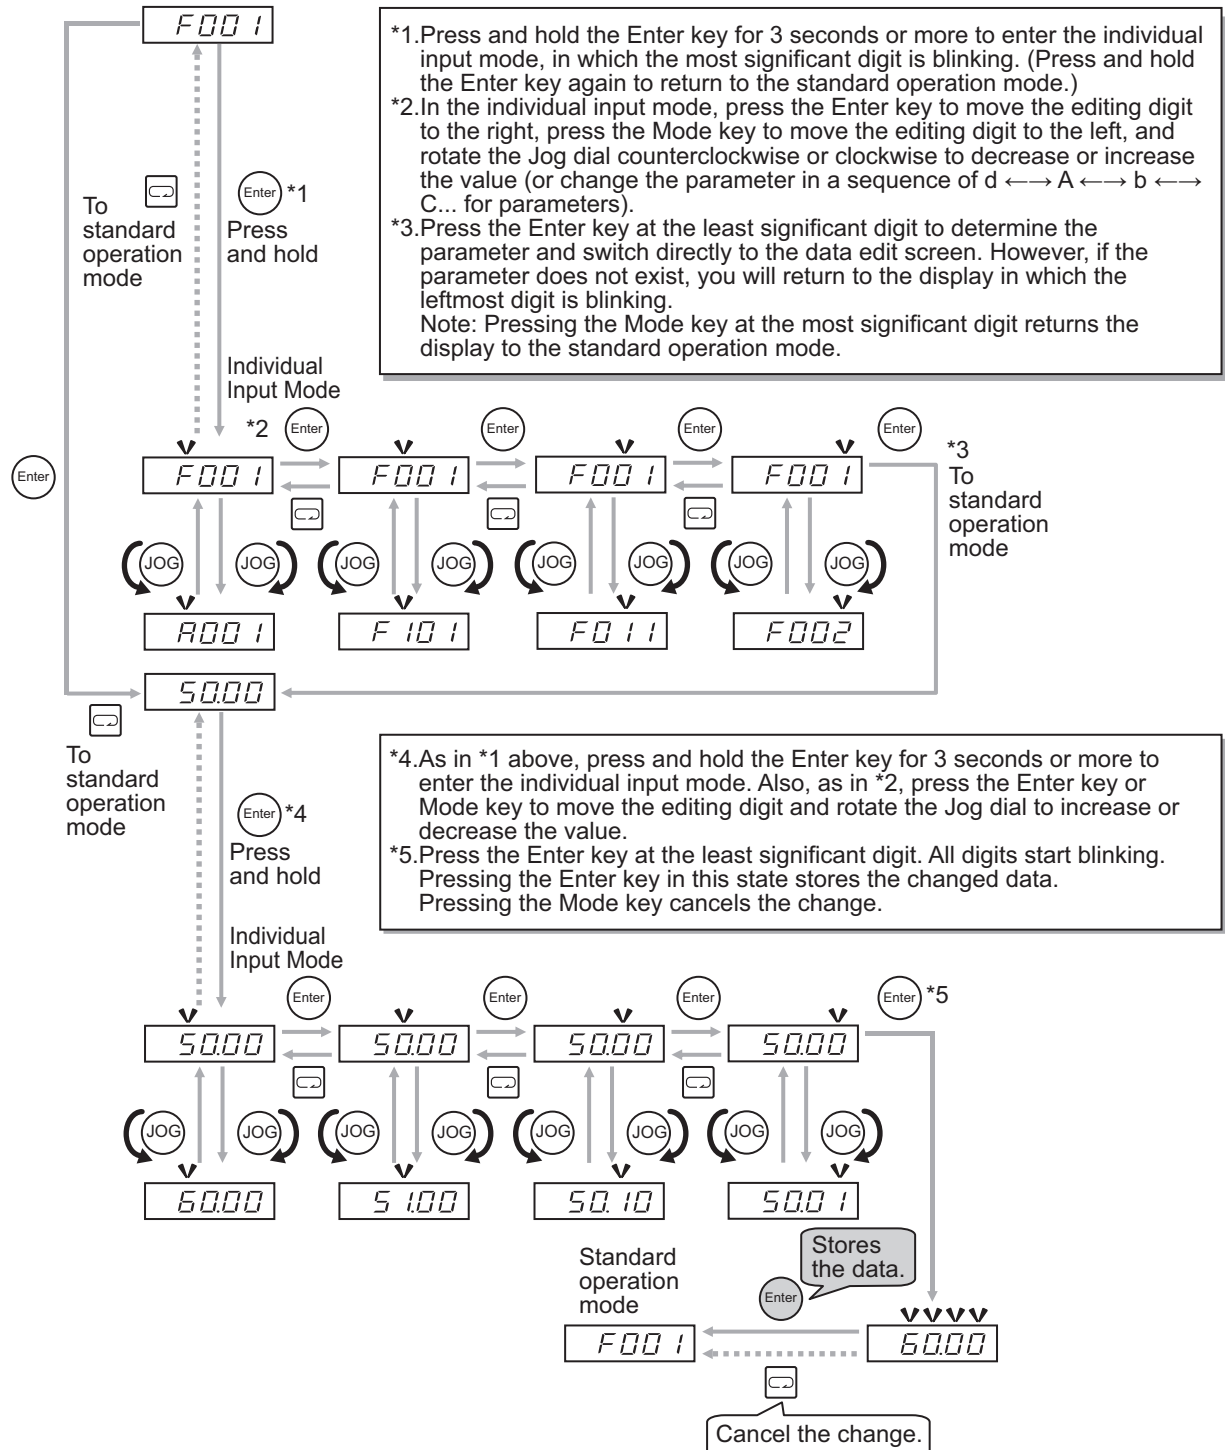 F001
*1.Press and hold the Enter key for 3 seconds or more to enter the individual
input mode, in which the most significant digit is blinking. (Press and hold
the Enter key again to return to the standard operation mode.)
*2.In the individual input mode, press the Enter key to move the editing digit
to the right, press the Mode key to move the editing digit to the left, and
rotate the Jog dial counterclockwise or clockwise to decrease or increase
the value (or change the parameter in a sequence of d ←→ A ←→ b ←→
C... for parameters).
*3.Press the Enter key at the least significant digit to determine the
parameter and switch directly to the data edit screen. However, if the
parameter does not exist, you will return to the display in which the
leftmost digit is blinking.
Note: Pressing the Mode key at the most significant digit returns the
display to the standard operation mode.
To
standard
operation
mode
Enter *1
Press
and hold
Individual
Input Mode
*2 Enter Enter Enter Enter
*3
To
standard
operation
mode
Enter
F001 F001 F001 F001
JOG JOG JOG JOG JOG JOG JOG JOG
A001 F101 F011 F002
50.00
To
standard
operation
mode
Enter *4
Press
and hold
*4.As in *1 above, press and hold the Enter key for 3 seconds or more to
enter the individual input mode. Also, as in *2, press the Enter key or
Mode key to move the editing digit and rotate the Jog dial to increase or
decrease the value.
*5.Press the Enter key at the least significant digit. All digits start blinking.
Pressing the Enter key in this state stores the changed data.
Pressing the Mode key cancels the change.
Individual
Input Mode
Enter Enter Enter Enter *5
50.00 50.00 50.00 50.00
JOG JOG JOG JOG JOG JOG JOG JOG
60.00 51.00 50.10 50.01
Standard
operation
mode
Stores
the data.
Enter
F001 60.00
Cancel the change.